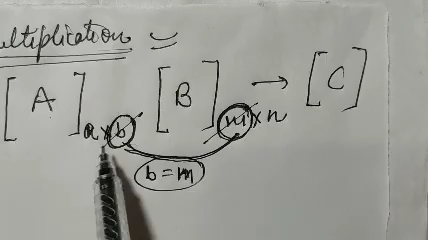 ultiplication
[A] a×b [B] m×n → [C]
b=m